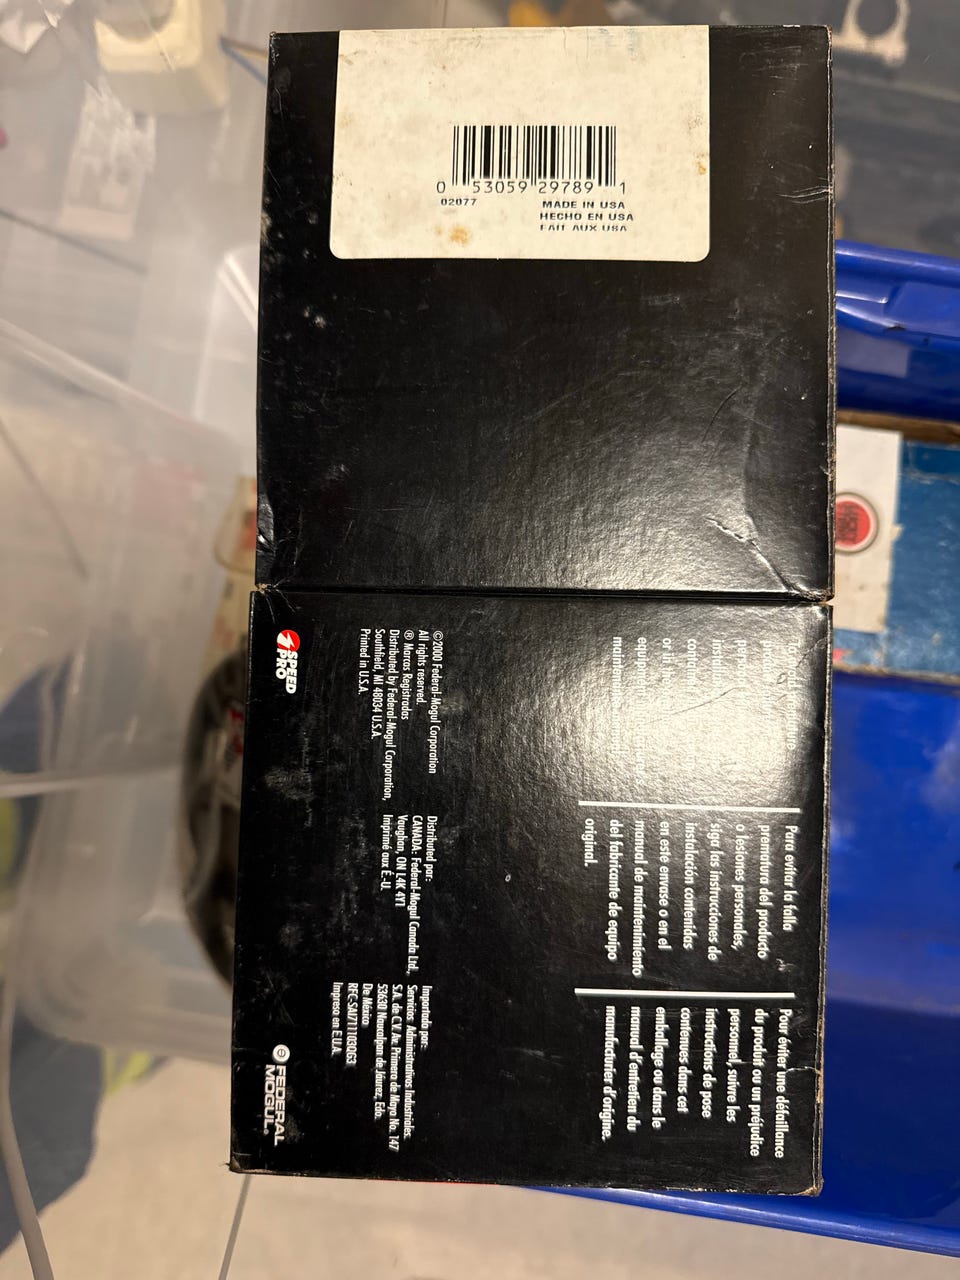 0 53059 29789 1
02077
MADE IN USA
HECHO EN USA
FAIT AUX USA
Para evitar la falla
prematura del producto
o lesiones personales,
siga las instrucciones de
instalación contenidas
en este envase o en el
manual de mantenimiento
del fabricante de equipo
original.
Pour éviter une défaillance
du produit ou un préjudice
personnel, suivre les
instructions de pose
contenues dans cet
emballage ou dans le
manuel d'entretien du
manufacturier d'origine.
©2000 Federal-Mogul Corporation
All rights reserved.
® Marcas Registradas
Distributed by Federal-Mogul Corporation,
Southfield, MI 48034 U.S.A.
Printed in U.S.A.
Distributed par:
CANADA: Federal-Mogul Canada Ltd.,
Vaughan, ON L4K 4Y1
Imprimé aux É.-U.
Importado por:
Servicios Administrativos Industriales.
S.A. de C.V. Av. Primero de Mayo No. 147
53630 Naucalpan de Júarez, Edo.
De México
Impreso en E.U.A.
SPEED
PRO
FEDERAL
MOGUL®